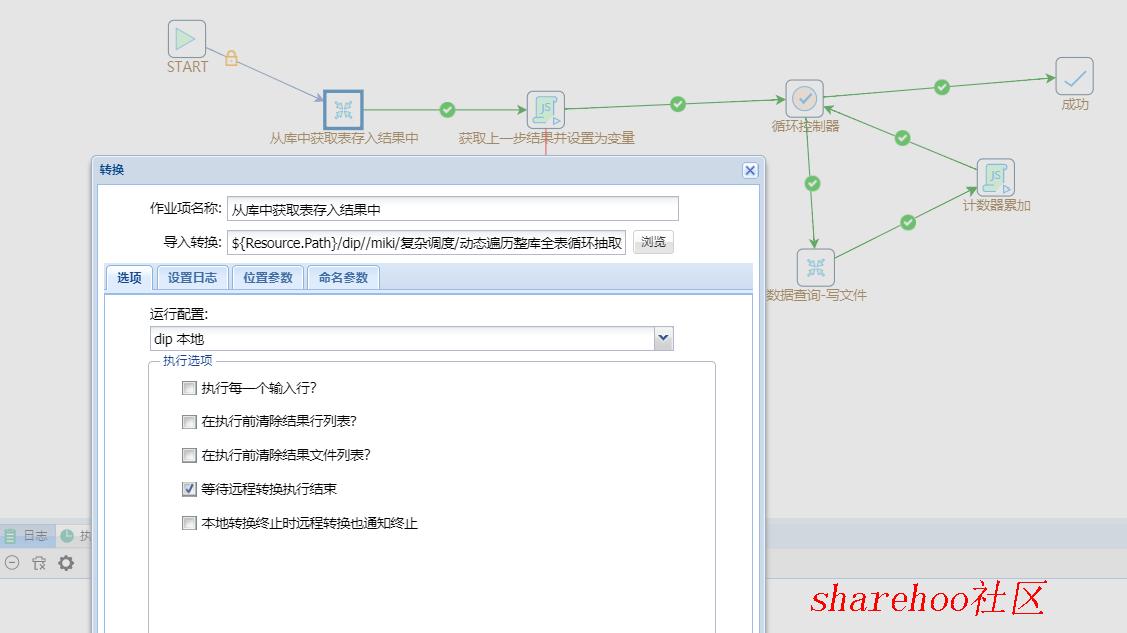 START
从库中获取表存入结果中
JS
获取上一步结果并设置为变量
循环控制器
成功
JS
计数器累加
数据查询-写文件
转换
作业项名称:
从库中获取表存入结果中
导入转换:
${Resource.Path}/dip//miki/复杂调度/动态遍历整库全表循环抽取
浏览
选项
设置日志
位置参数
命名参数
运行配置:
dip 本地
执行选项
执行每一个输入行?
在执行前清除结果行列表?
在执行前清除结果文件列表?
等待远程转换执行结束
本地转换终止时远程转换也通知终止
日志
执
sharehoo社区